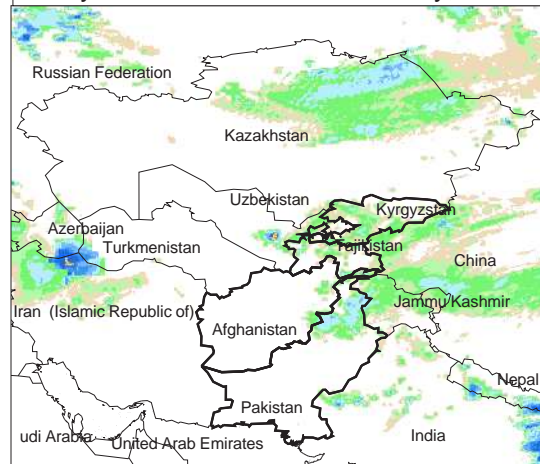 Russian Federation
Kazakhstan
Uzbekistan
Kyrgyzstan
Azerbaijan
Turkmenistan
Tajikistan
China
Iran (Islamic Republic of)
Jammu/Kashmir
Afghanistan
Nepal
Pakistan
udi Arabia
United Arab Emirates
India